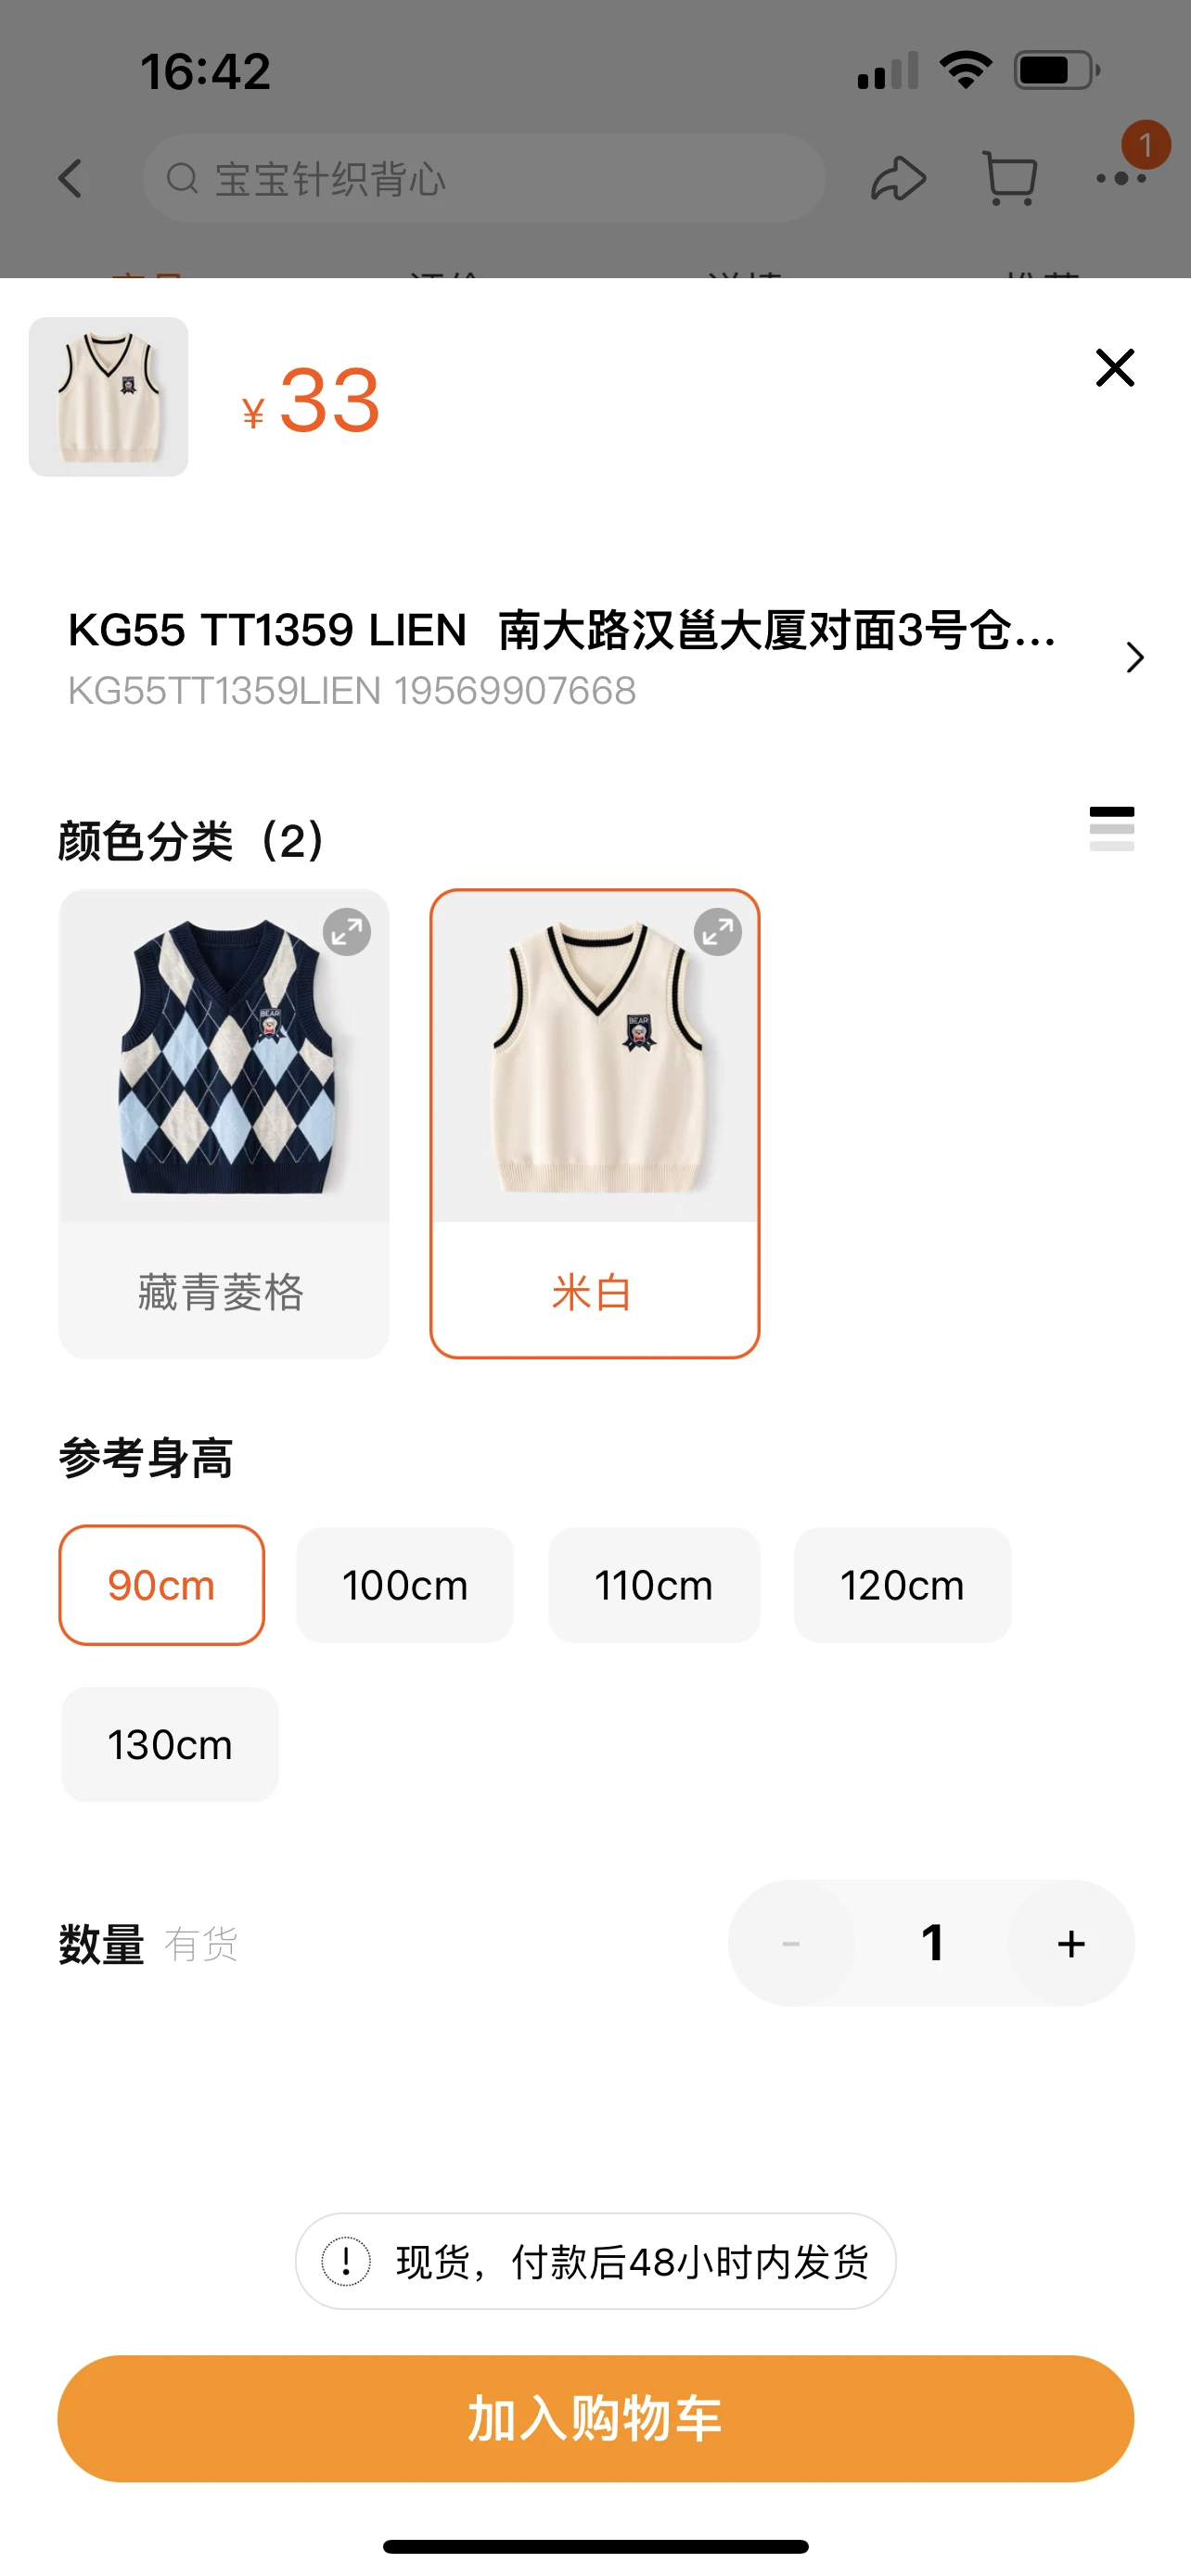 16:42
宝宝针织背心
1
¥ 33
KG55 TT1359 LIEN 南大路汉邕大厦对面3号仓...
KG55TT1359LIEN 19569907668
颜色分类（2）
BEAR
BEAR
藏青菱格
米白
参考身高
90cm
100cm
110cm
120cm
130cm
数量 有货
- 1 +
现货，付款后48小时内发货
加入购物车